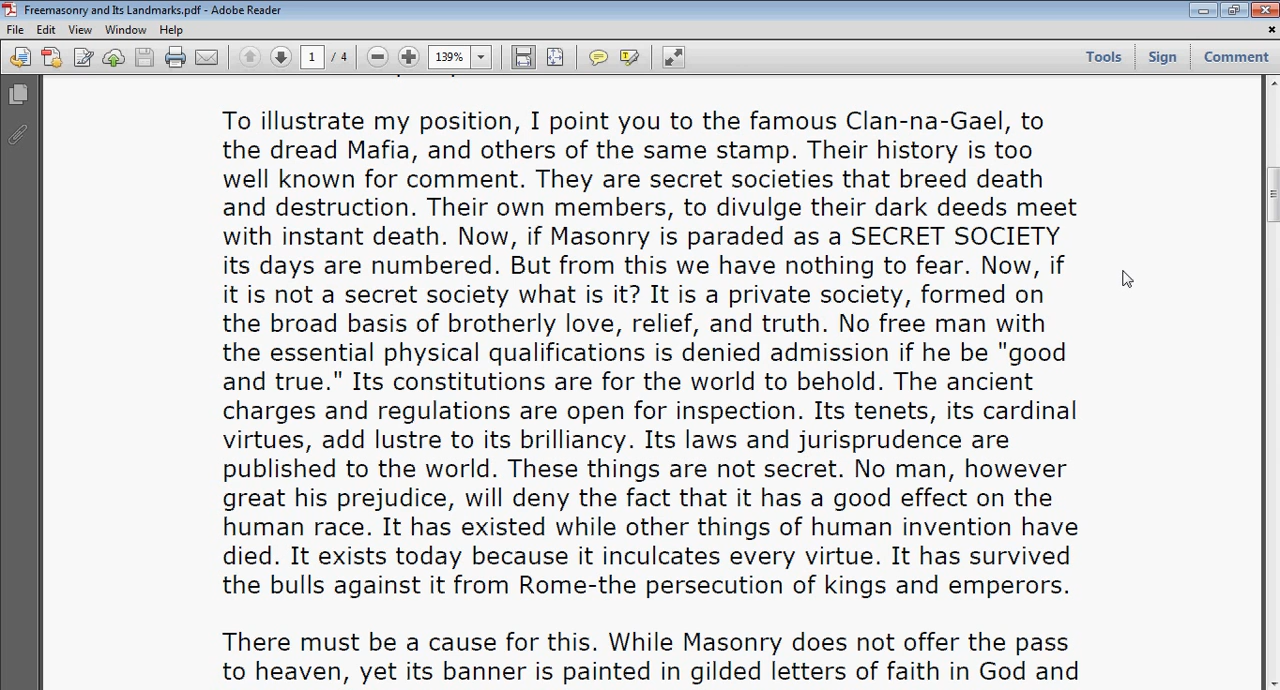 Freemasonry and Its Landmarks.pdf - Adobe Reader
File Edit View Window Help
1 / 4 139% Tools Sign Comment
To illustrate my position, I point you to the famous Clan-na-Gael, to
the dread Mafia, and others of the same stamp. Their history is too
well known for comment. They are secret societies that breed death
and destruction. Their own members, to divulge their dark deeds meet
with instant death. Now, if Masonry is paraded as a SECRET SOCIETY
its days are numbered. But from this we have nothing to fear. Now, if
it is not a secret society what is it? It is a private society, formed on
the broad basis of brotherly love, relief, and truth. No free man with
the essential physical qualifications is denied admission if he be "good
and true." Its constitutions are for the world to behold. The ancient
charges and regulations are open for inspection. Its tenets, its cardinal
virtues, add lustre to its brilliancy. Its laws and jurisprudence are
published to the world. These things are not secret. No man, however
great his prejudice, will deny the fact that it has a good effect on the
human race. It has existed while other things of human invention have
died. It exists today because it inculcates every virtue. It has survived
the bulls against it from Rome-the persecution of kings and emperors.
There must be a cause for this. While Masonry does not offer the pass
to heaven, yet its banner is painted in gilded letters of faith in God and